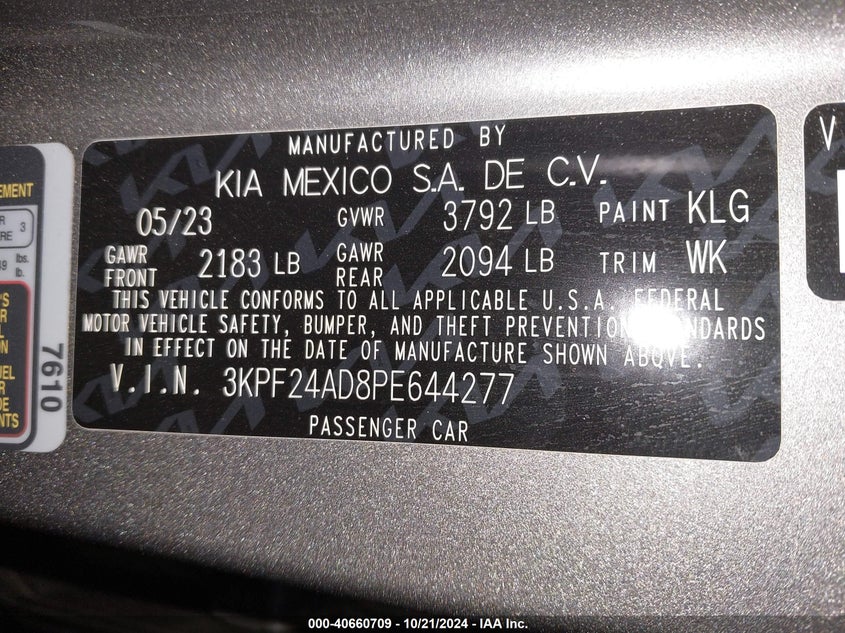 MANUFACTURED BY
KIA MEXICO S.A. DE C.V.
05/23 GVWR 3792 LB PAINT KLG
GAWR FRONT 2183 LB GAWR REAR 2094 LB TRIM WK
THIS VEHICLE CONFORMS TO ALL APPLICABLE U.S.A. FEDERAL
MOTOR VEHICLE SAFETY, BUMPER, AND THEFT PREVENTION STANDARDS
IN EFFECT ON THE DATE OF MANUFACTURE SHOWN ABOVE.
V.I.N. 3KPF24AD8PE644277
PASSENGER CAR
7610
V
000-40660709 - 10/21/2024 - IAA Inc.